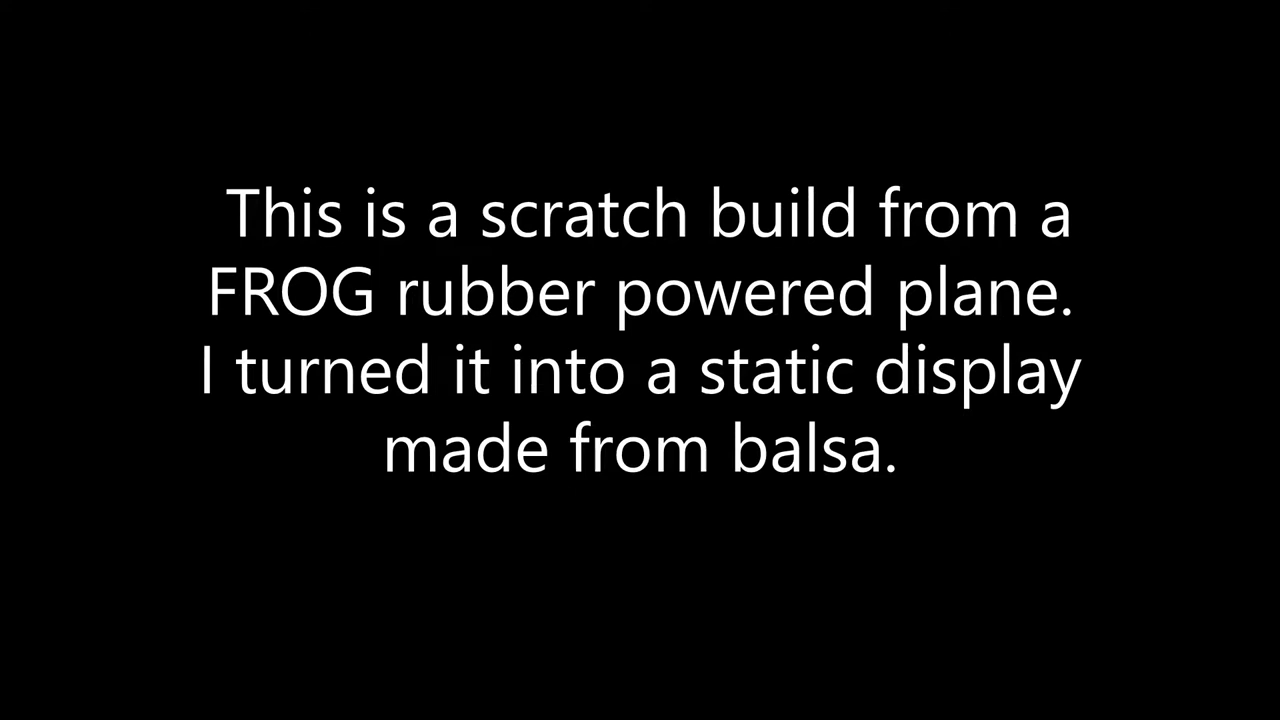 This is a scratch build from a
FROG rubber powered plane.
I turned it into a static display
made from balsa.